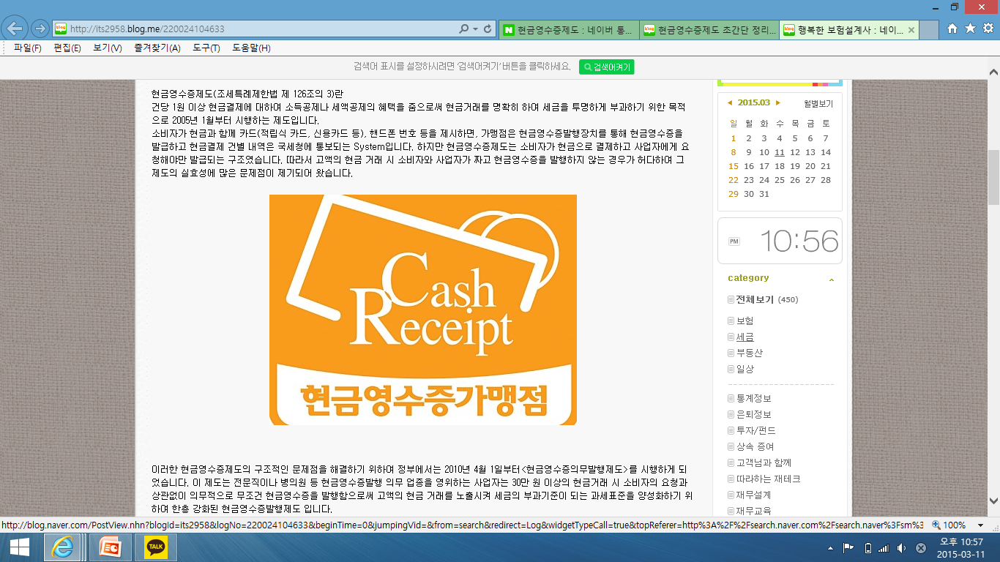 http://its2958.blog.me/220024104633
현금영수증제도 : 네이버 통...
현금영수증제도 초간단 정리...
행복한 보험설계사 : 네이...
파일(F) 편집(E) 보기(V) 즐겨찾기(A) 도구(T) 도움말(H)
검색어 표시를 설정하시려면 '검색어켜기' 버튼을 클릭하세요. 검색어켜기
현금영수증제도(조세특례제한법 제 126조의 3)란
건당 1원 이상 현금결제에 대하여 소득공제나 세액공제의 혜택을 줌으로써 현금거래를 명확히 하여 세금을 투명하게 부과하기 위한 목적
으로 2005년 1월부터 시행하는 제도입니다.
소비자가 현금과 함께 카드(적립식 카드, 신용카드 등), 핸드폰 번호 등을 제시하면, 가맹점은 현금영수증발행장치를 통해 현금영수증을
발급하고 현금결제 건별 내역은 국세청에 통보되는 System입니다. 하지만 현금영수증제도는 소비자가 현금으로 결제하고 사업자에게 요
청해야만 발급되는 구조였습니다. 따라서 고액의 현금 거래 시 소비자와 사업자가 짜고 현금영수증을 발행하지 않는 경우가 허다하여 그
제도의 실효성에 많은 문제점이 제기되어 왔습니다.
Cash
Receipt
현금영수증가맹점
이러한 현금영수증제도의 구조적인 문제점을 해결하기 위하여 정부에서는 2010년 4월 1일부터<현금영수증의무발행제도>를 시행하게 되
었습니다. 이 제도는 전문직이나 병의원 등 현금영수증발행 의무 업종을 영위하는 사업자는 30만 원 이상의 현금거래 시 소비자의 요청과
상관없이 의무적으로 무조건 현금영수증을 발행함으로써 고액의 현금 거래를 노출시켜 세금의 부과기준이 되는 과세표준을 양성화하기 위
하여 한층 강화된 현금영수증발행제도 입니다.
2015.03 월별보기
일 월 화 수 목 금 토
1 2 3 4 5 6 7
8 9 10 11 12 13 14
15 16 17 18 19 20 21
22 23 24 25 26 27 28
29 30 31
PM 10:56
category
전체보기 (450)
보험
세금
부동산
일상
통계정보
은퇴정보
투자/펀드
상속 증여
고객님과 함께
따라하는 재테크
재무설계
재무교육
http://blog.naver.com/PostView.nhn?blogId=its2958&logNo=220024104633&beginTime=0&jumpingVid=&from=search&redirect=Log&widgetTypeCall=true&topReferer=http%3A%2F%2Fsearch.naver.com%2Fsearch.naver%3Fsm%3
100%
TALK
오후 10:57
2015-03-11